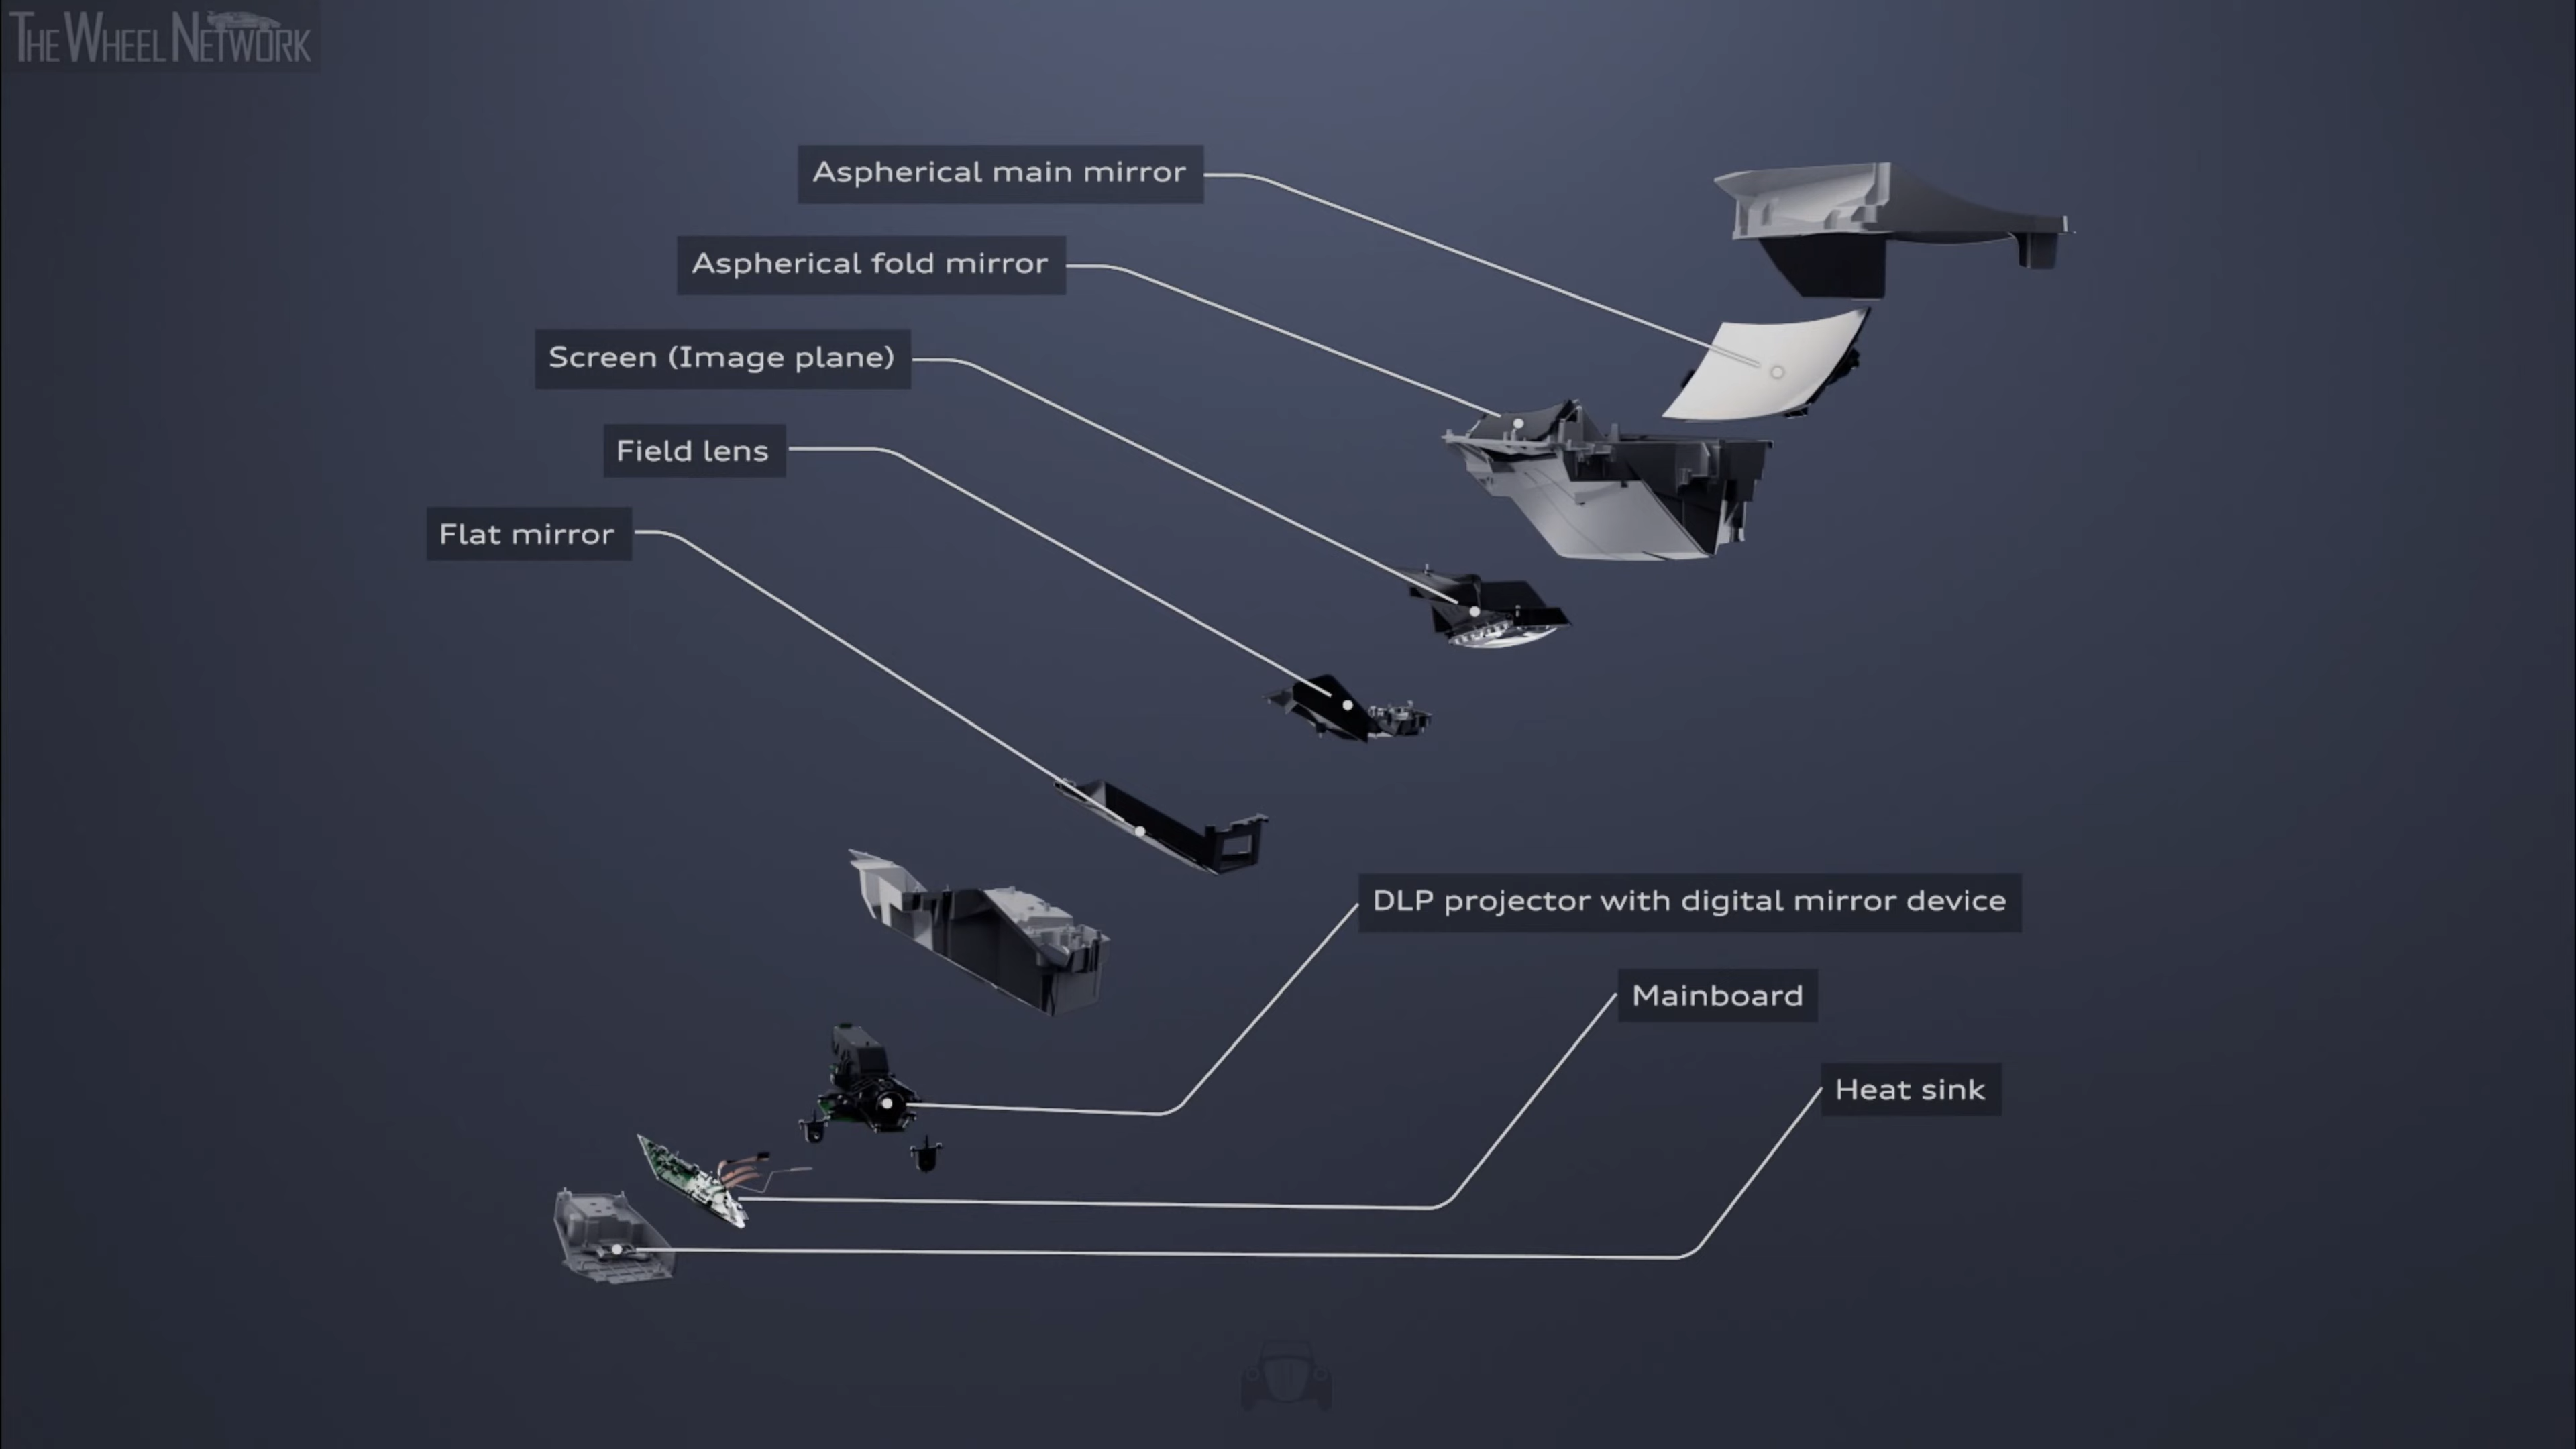 THE WHEEL NETWORK
Aspherical main mirror
Aspherical fold mirror
Screen (Image plane)
Field lens
Flat mirror
DLP projector with digital mirror device
Mainboard
Heat sink